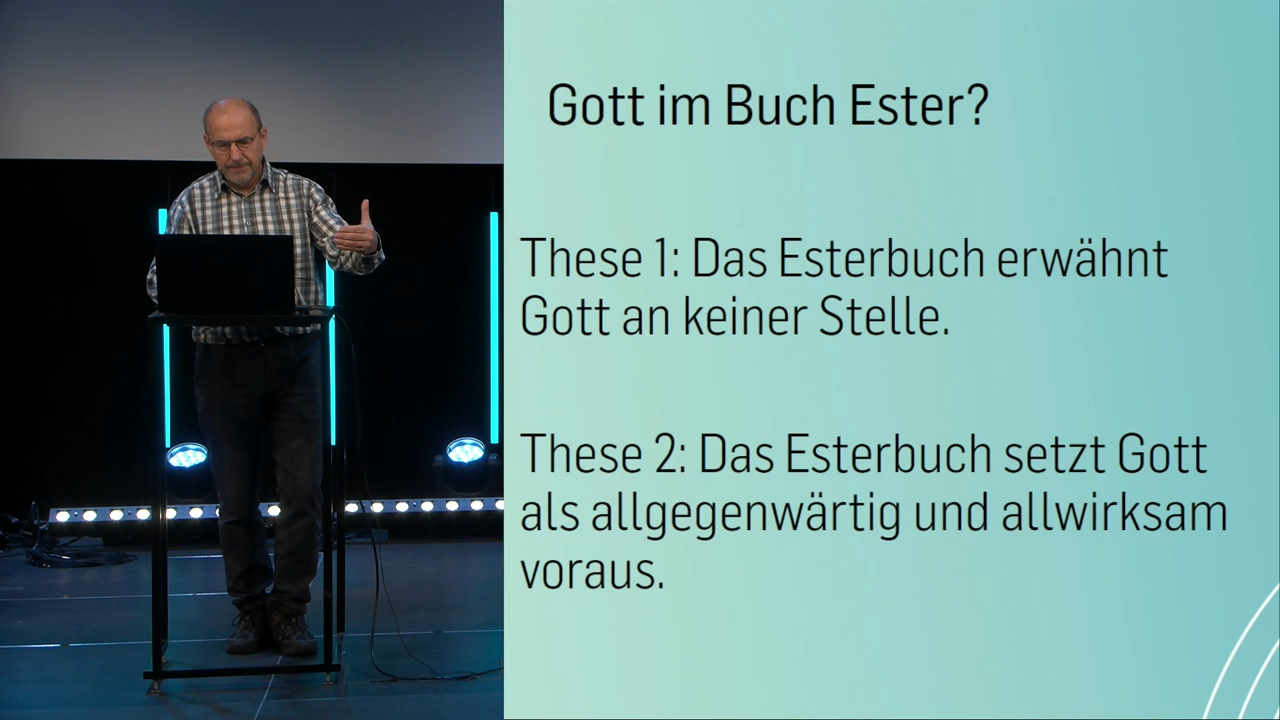 Gott im Buch Ester?
These 1: Das Esterbuch erwähnt
Gott an keiner Stelle.
These 2: Das Esterbuch setzt Gott
als allgegenwärtig und allwirksam
voraus.